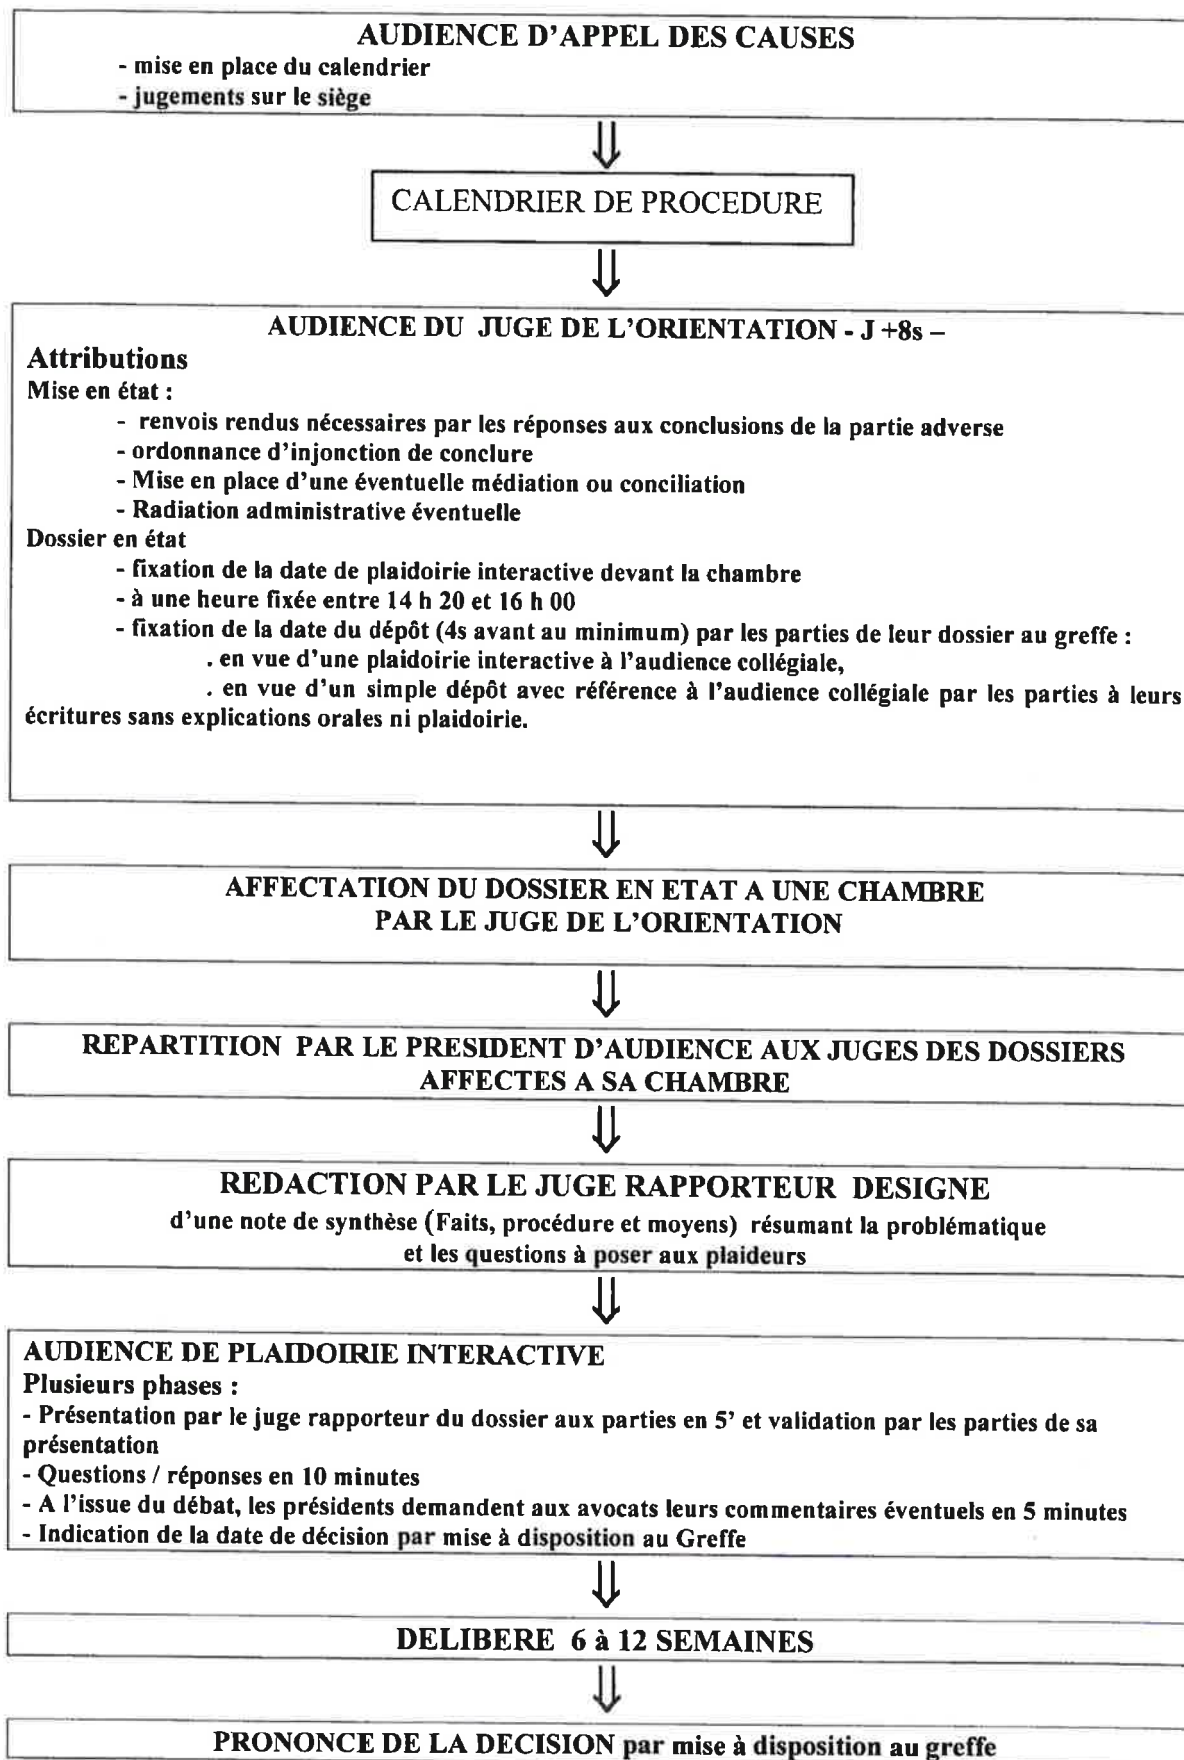 AUDIENCE D'APPEL DES CAUSES
- mise en place du calendrier
- jugements sur le siège
CALENDRIER DE PROCEDURE
AUDIENCE DU JUGE DE L'ORIENTATION - J +8s –
Attributions
Mise en état :
- renvois rendus nécessaires par les réponses aux conclusions de la partie adverse
- ordonnance d'injonction de conclure
- Mise en place d'une éventuelle médiation ou conciliation
- Radiation administrative éventuelle
Dossier en état
- fixation de la date de plaidoirie interactive devant la chambre
- à une heure fixée entre 14 h 20 et 16 h 00
- fixation de la date du dépôt (4s avant au minimum) par les parties de leur dossier au greffe :
. en vue d'une plaidoirie interactive à l'audience collégiale,
. en vue d'un simple dépôt avec référence à l'audience collégiale par les parties à leurs
écritures sans explications orales ni plaidoirie.
AFFECTATION DU DOSSIER EN ETAT A UNE CHAMBRE
PAR LE JUGE DE L'ORIENTATION
REPARTITION PAR LE PRESIDENT D'AUDIENCE AUX JUGES DES DOSSIERS
AFFECTES A SA CHAMBRE
REDACTION PAR LE JUGE RAPPORTEUR DESIGNE
d'une note de synthèse (Faits, procédure et moyens) résumant la problématique
et les questions à poser aux plaideurs
AUDIENCE DE PLAIDOIRIE INTERACTIVE
Plusieurs phases :
- Présentation par le juge rapporteur du dossier aux parties en 5' et validation par les parties de sa
présentation
- Questions / réponses en 10 minutes
- A l'issue du débat, les présidents demandent aux avocats leurs commentaires éventuels en 5 minutes
- Indication de la date de décision par mise à disposition au Greffe
DELIBERE 6 à 12 SEMAINES
PRONONCE DE LA DECISION par mise à disposition au greffe